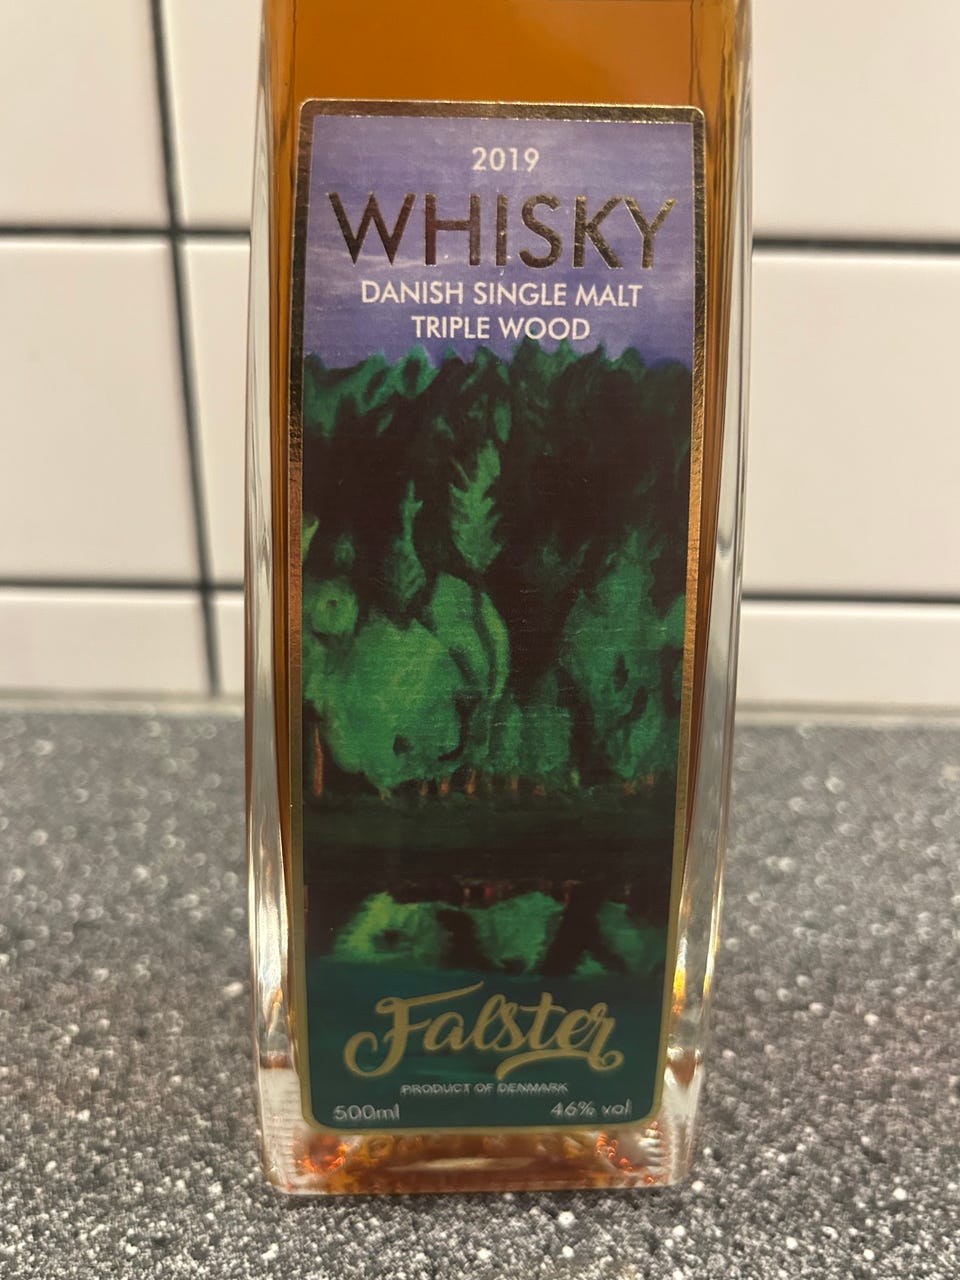 2019
WHISKY
DANISH SINGLE MALT
TRIPLE WOOD
Falster
PRODUCT OF DENMARK
500ml 46% vol